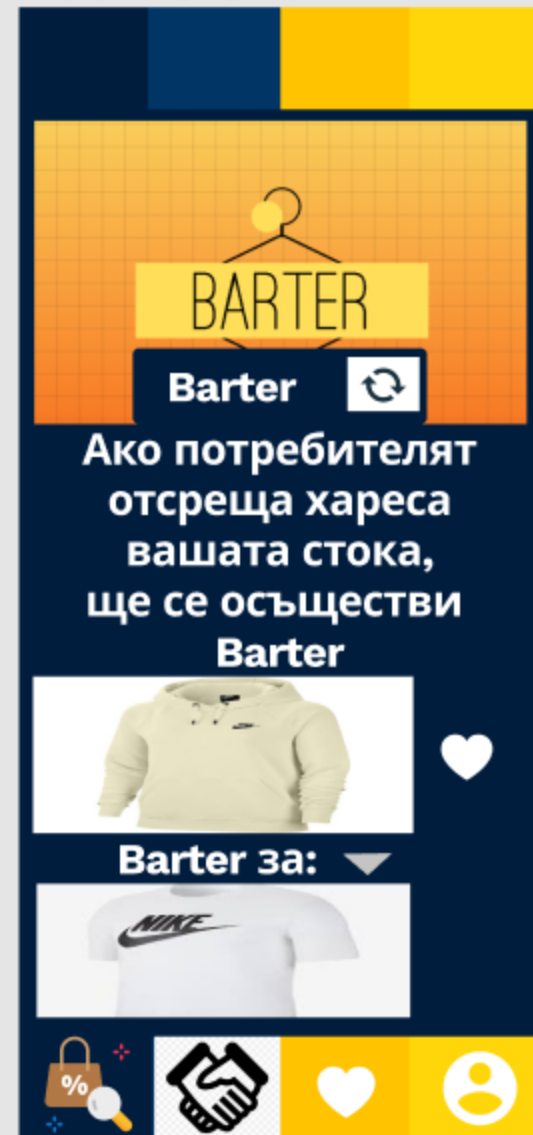 BARTER
Barter
Ако потребителят
отсреща хареса
вашата стока,
ще се осъществи
Barter
Barter за:
NIKE
%